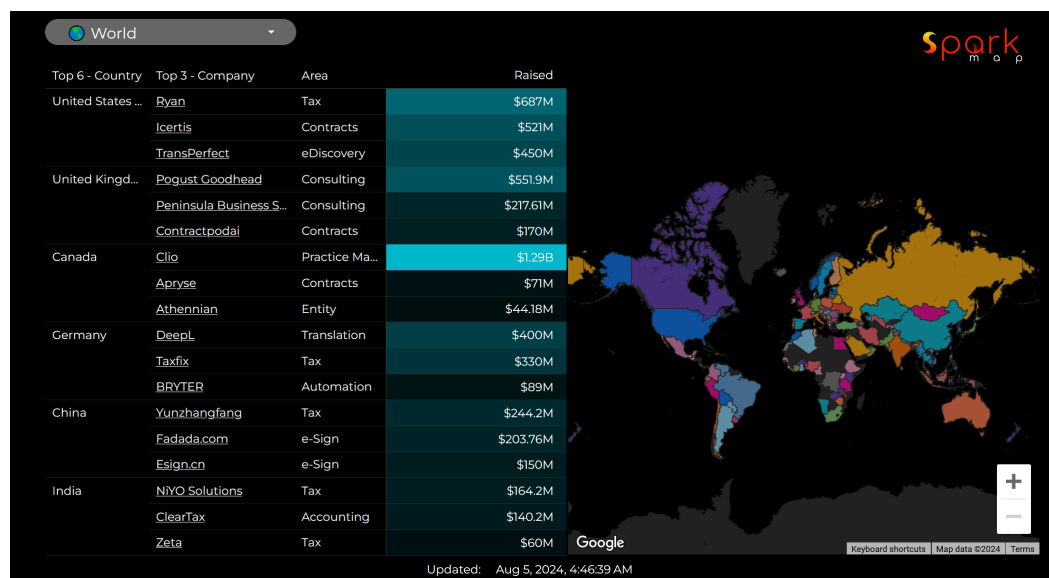 World
Spark
map
Top 6 - Country Top 3 - Company Area Raised
United States ... Ryan Tax $687M
Icertis Contracts $521M
TransPerfect eDiscovery $450M
United Kingd... Pogust Goodhead Consulting $551.9M
Peninsula Business S... Consulting $217.61M
Contractpodai Contracts $170M
Canada Clio Practice Ma... $1.29B
Apryse Contracts $71M
Athennian Entity $44.18M
Germany DeepL Translation $400M
Taxfix Tax $330M
BRYTER Automation $89M
China Yunzhangfang Tax $244.2M
Fadada.com e-Sign $203.76M
Esign.cn e-Sign $150M
India NiYO Solutions Tax $164.2M
ClearTax Accounting $140.2M
Zeta Tax $60M
Google
Keyboard shortcuts Map data ©2024 Terms
Updated: Aug 5, 2024, 4:46:39 AM